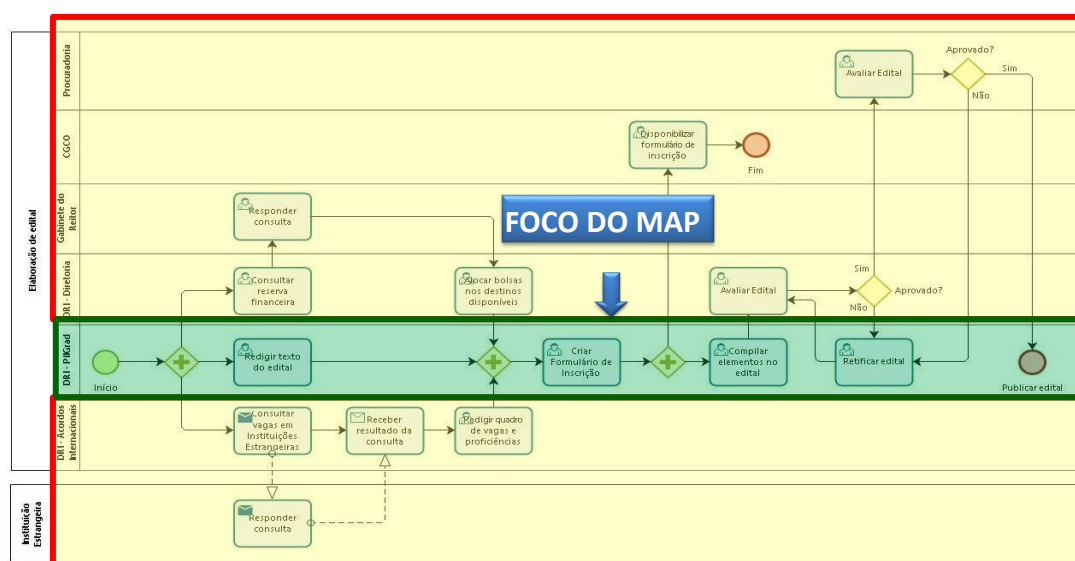 Elaboração de edital
Procuradoria
Avaliar Edital
Aprovado?
Sim
Não
CGCO
Disponibilizar
formulário de
inscrição
Fim
Gabinete do
Reitor
Responder
consulta
FOCO DO MAP
DRI - Diretoria
Consultar
reserva
financeira
Alocar bolsas
nos destinos
disponíveis
Avaliar Edital
Sim
Não
Aprovado?
DRI - PIIGrad
Início
Redigir texto
do edital
Criar
Formulário de
Inscrição
Compilar
elementos no
edital
Retificar edital
Publicar edital
DRI - Acordos
Internacionais
Consultar
vagas em
Instituições
Estrangeiras
Receber
resultado da
consulta
Redigir quadro
de vagas e
proficiências
Instituição
Estrangeira
Responder
consulta